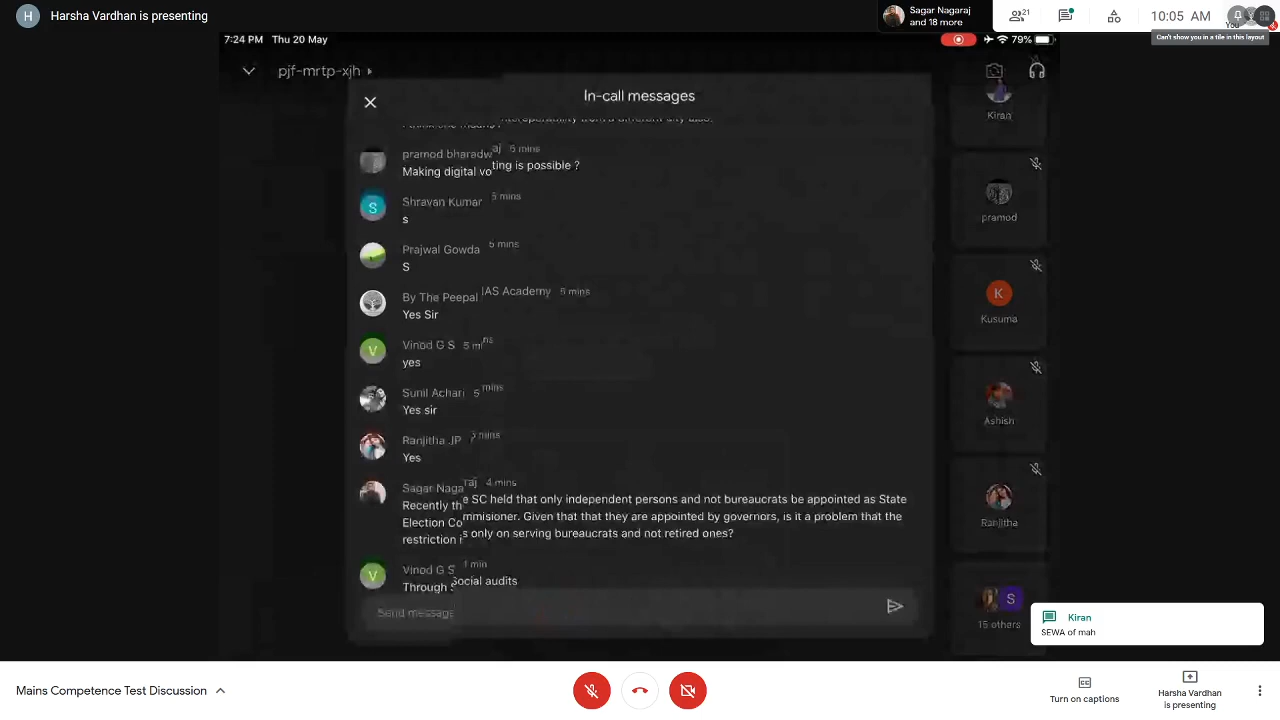 H Harsha Vardhan is presenting
Sagar Nagaraj
and 18 more
21
10:05 AM
You
Can't show you in a tile in this layout
7:24 PM Thu 20 May
79%
pjf-mrtp-xjh
In-call messages
pramod bharadwaj 5 mins
Making digital voting is possible ?
S
Shravan Kumar 5 mins
s
Prajwal Gowda 5 mins
S
By The Peepal IAS Academy 5 mins
Yes Sir
V
Vinod G S 5 mins
yes
Sunil Achari 5 mins
Yes sir
Ranjitha JP 5 mins
Yes
Sagar Nagaraj 4 mins
Recently the SC held that only independent persons and not bureaucrats be appointed as State
Election Commisioner. Given that that they are appointed by governors, is it a problem that the
restriction is only on serving bureaucrats and not retired ones?
V
Vinod G S 1 min
Through Social audits
Send message
Kiran
pramod
K
Kusuma
Ashish
Ranjitha
S
15 others
Kiran
SEWA of mah
Mains Competence Test Discussion
Turn on captions
Harsha Vardhan
is presenting